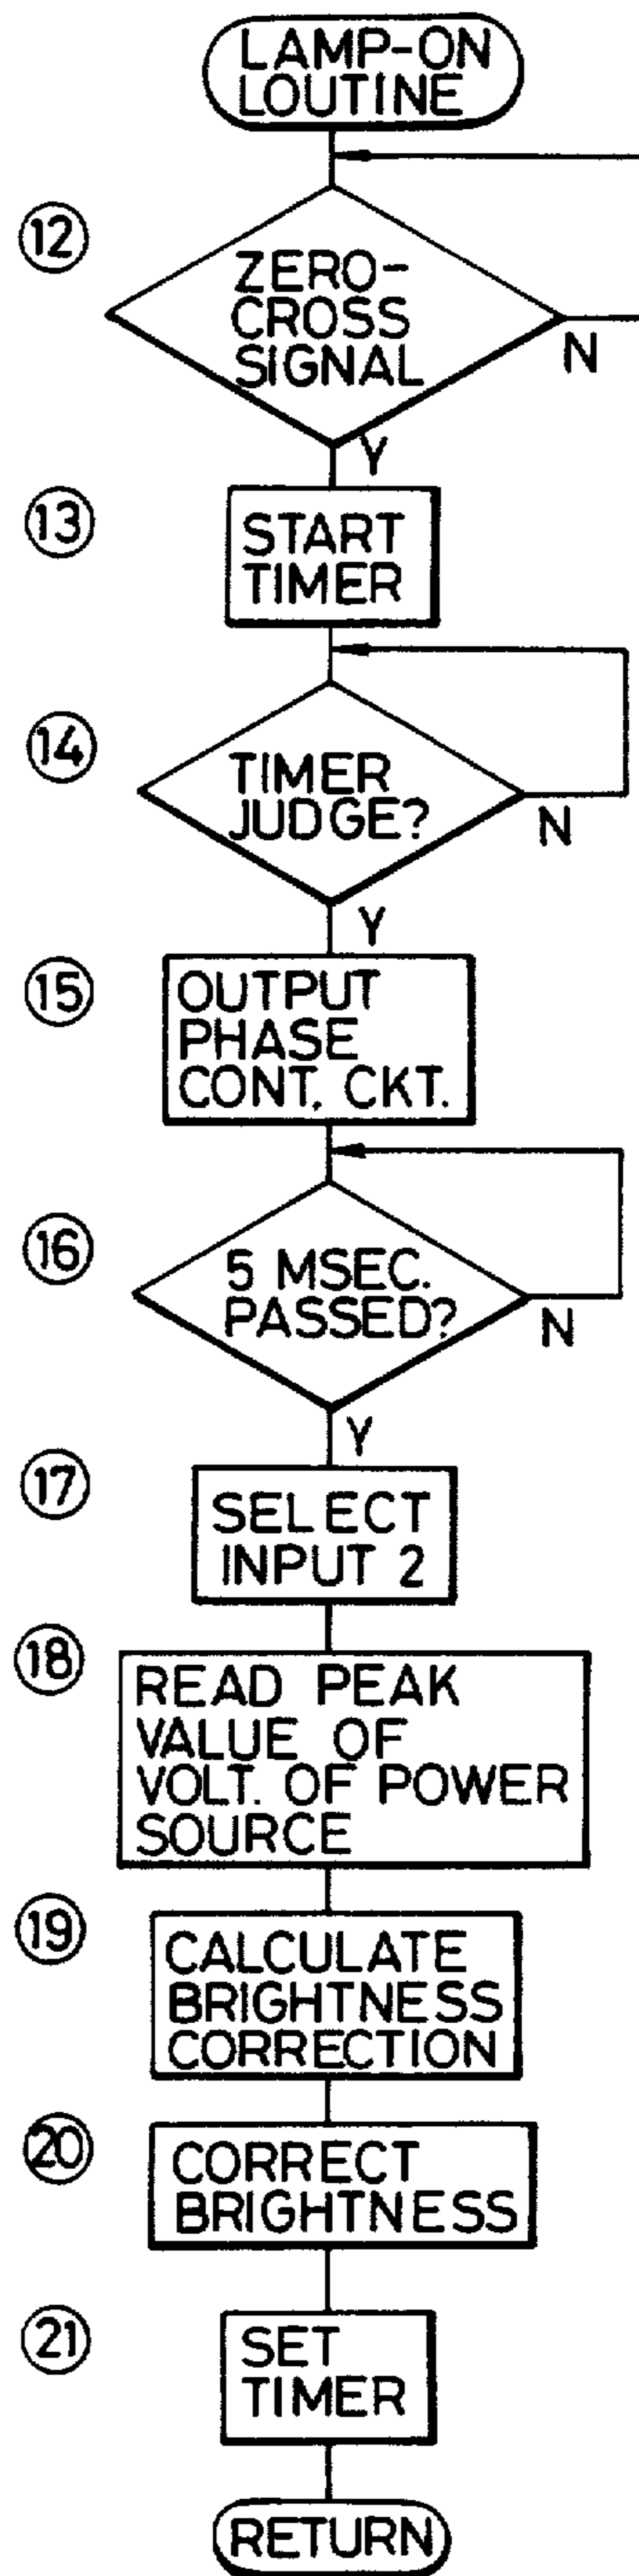 LAMP-ON
LOUTINE
12
ZERO-
CROSS
SIGNAL
N
Y
13
START
TIMER
14
TIMER
JUDGE?
N
Y
15
OUTPUT
PHASE
CONT. CKT.
16
5 MSEC.
PASSED?
N
Y
17
SELECT
INPUT 2
18
READ PEAK
VALUE OF
VOLT. OF POWER
SOURCE
19
CALCULATE
BRIGHTNESS
CORRECTION
20
CORRECT
BRIGHTNESS
21
SET
TIMER
RETURN